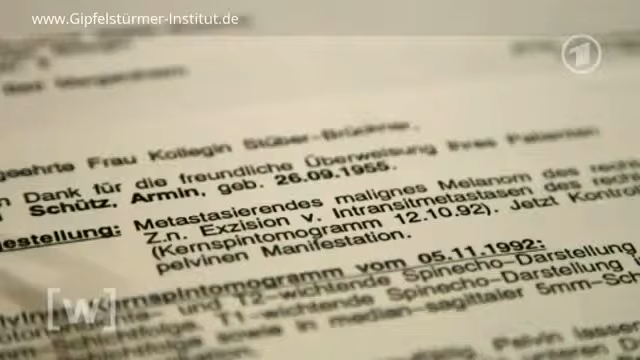 www.Gipfelstürmer-Institut.de
1
geehrte Frau Kollegin Stüber-Brückner,
n Dank für die freundliche Überweisung Ihres Patienten
Schütz, Armin, geb. 26.09.1955.
gestellung: Metastasierendes malignes Melanom des rech
Z.n. Exzision v. Intransitmetastasen des rech
(Kernspintomogramm 12.10.92). Jetzt Kontrol
pelvinen Manifestation.
ernspintomogramm vom 05.11.1992:
und T2-wichtende Spinecho-Darstellung
Schichtfolge. T1-wichtende Spinecho-Darstellung
sowie in median-sagittaler 5mm-Sch
[w]